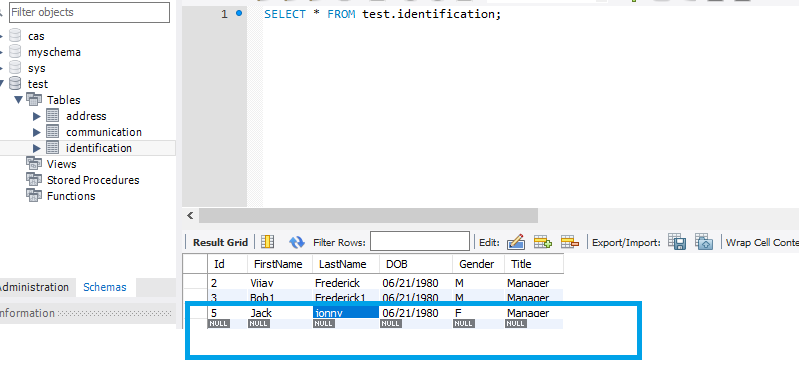 Filter objects
cas
myschema
sys
test
Tables
address
communication
identification
Views
Stored Procedures
Functions
Administration Schemas
Information
1 SELECT * FROM test.identification;
Result Grid Filter Rows: Edit: Export/Import: Wrap Cell Conte
Id FirstName LastName DOB Gender Title
2 Vijay Frederick 06/21/1980 M Manager
3 Bob1 Frederick1 06/21/1980 M Manager
5 Jack jonny 06/21/1980 F Manager
NULL NULL NULL NULL NULL NULL